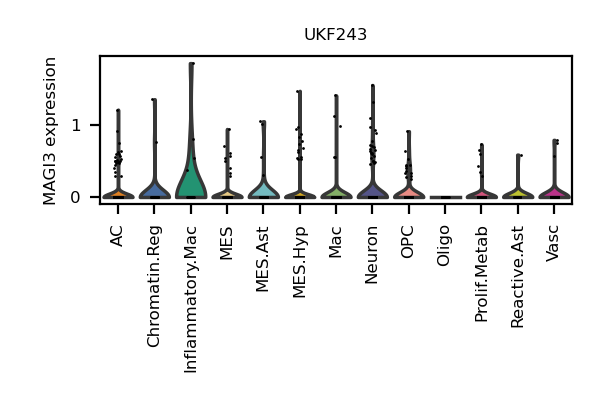 UKF243
MAGI3 expression
1
0
AC
Chromatin.Reg
Inflammatory.Mac
MES
MES.Ast
MES.Hyp
Mac
Neuron
OPC
Oligo
Prolif.Metab
Reactive.Ast
Vasc